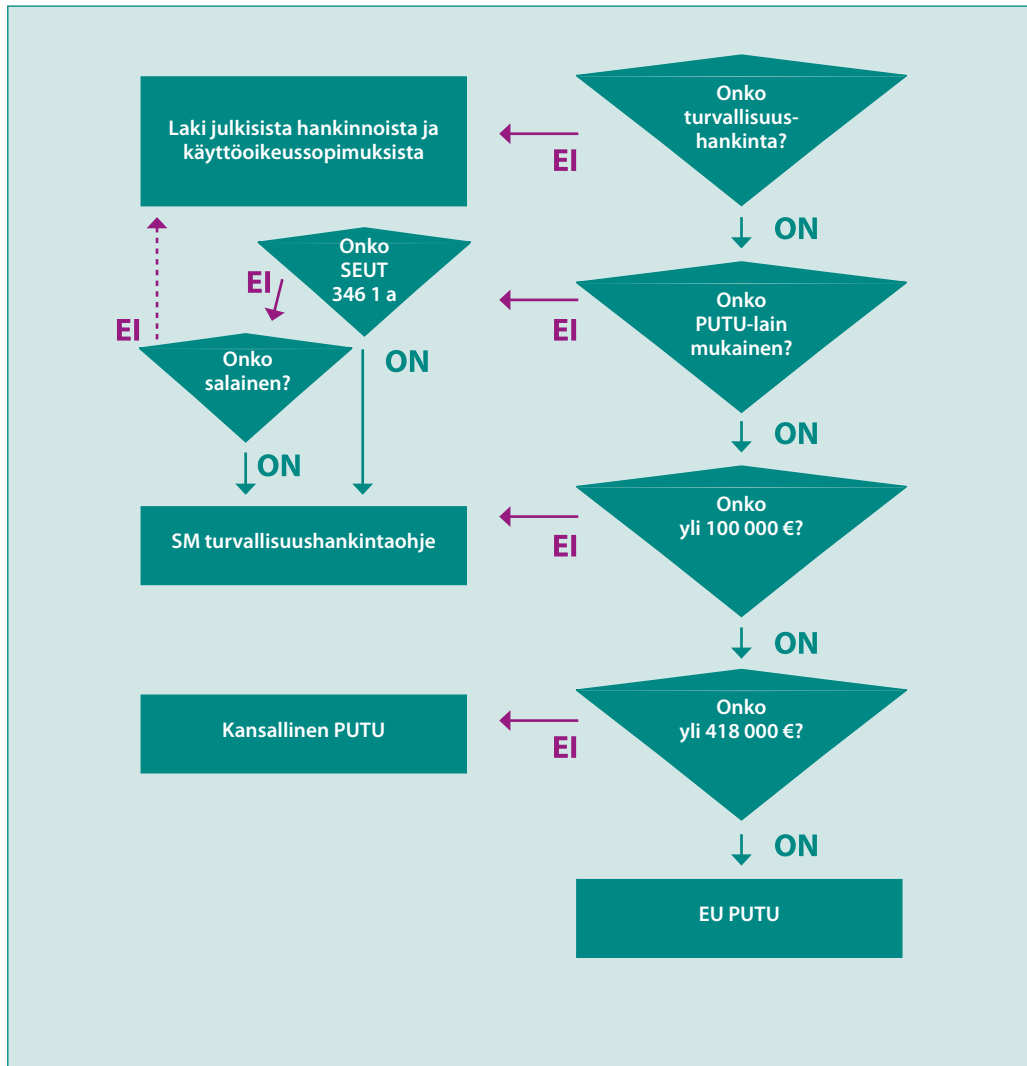 Onko
turvallisuus-
hankinta?
Laki julkisista hankinnoista ja
käyttöoikeussopimuksista
EI
ON
Onko
SEUT
346 1 a
EI
Onko
PUTU-lain
mukainen?
EI
EI
ON
Onko
salainen?
ON
ON
Onko
yli 100 000 €?
SM turvallisuushankintaohje
EI
ON
Onko
yli 418 000 €?
Kansallinen PUTU
EI
ON
EU PUTU